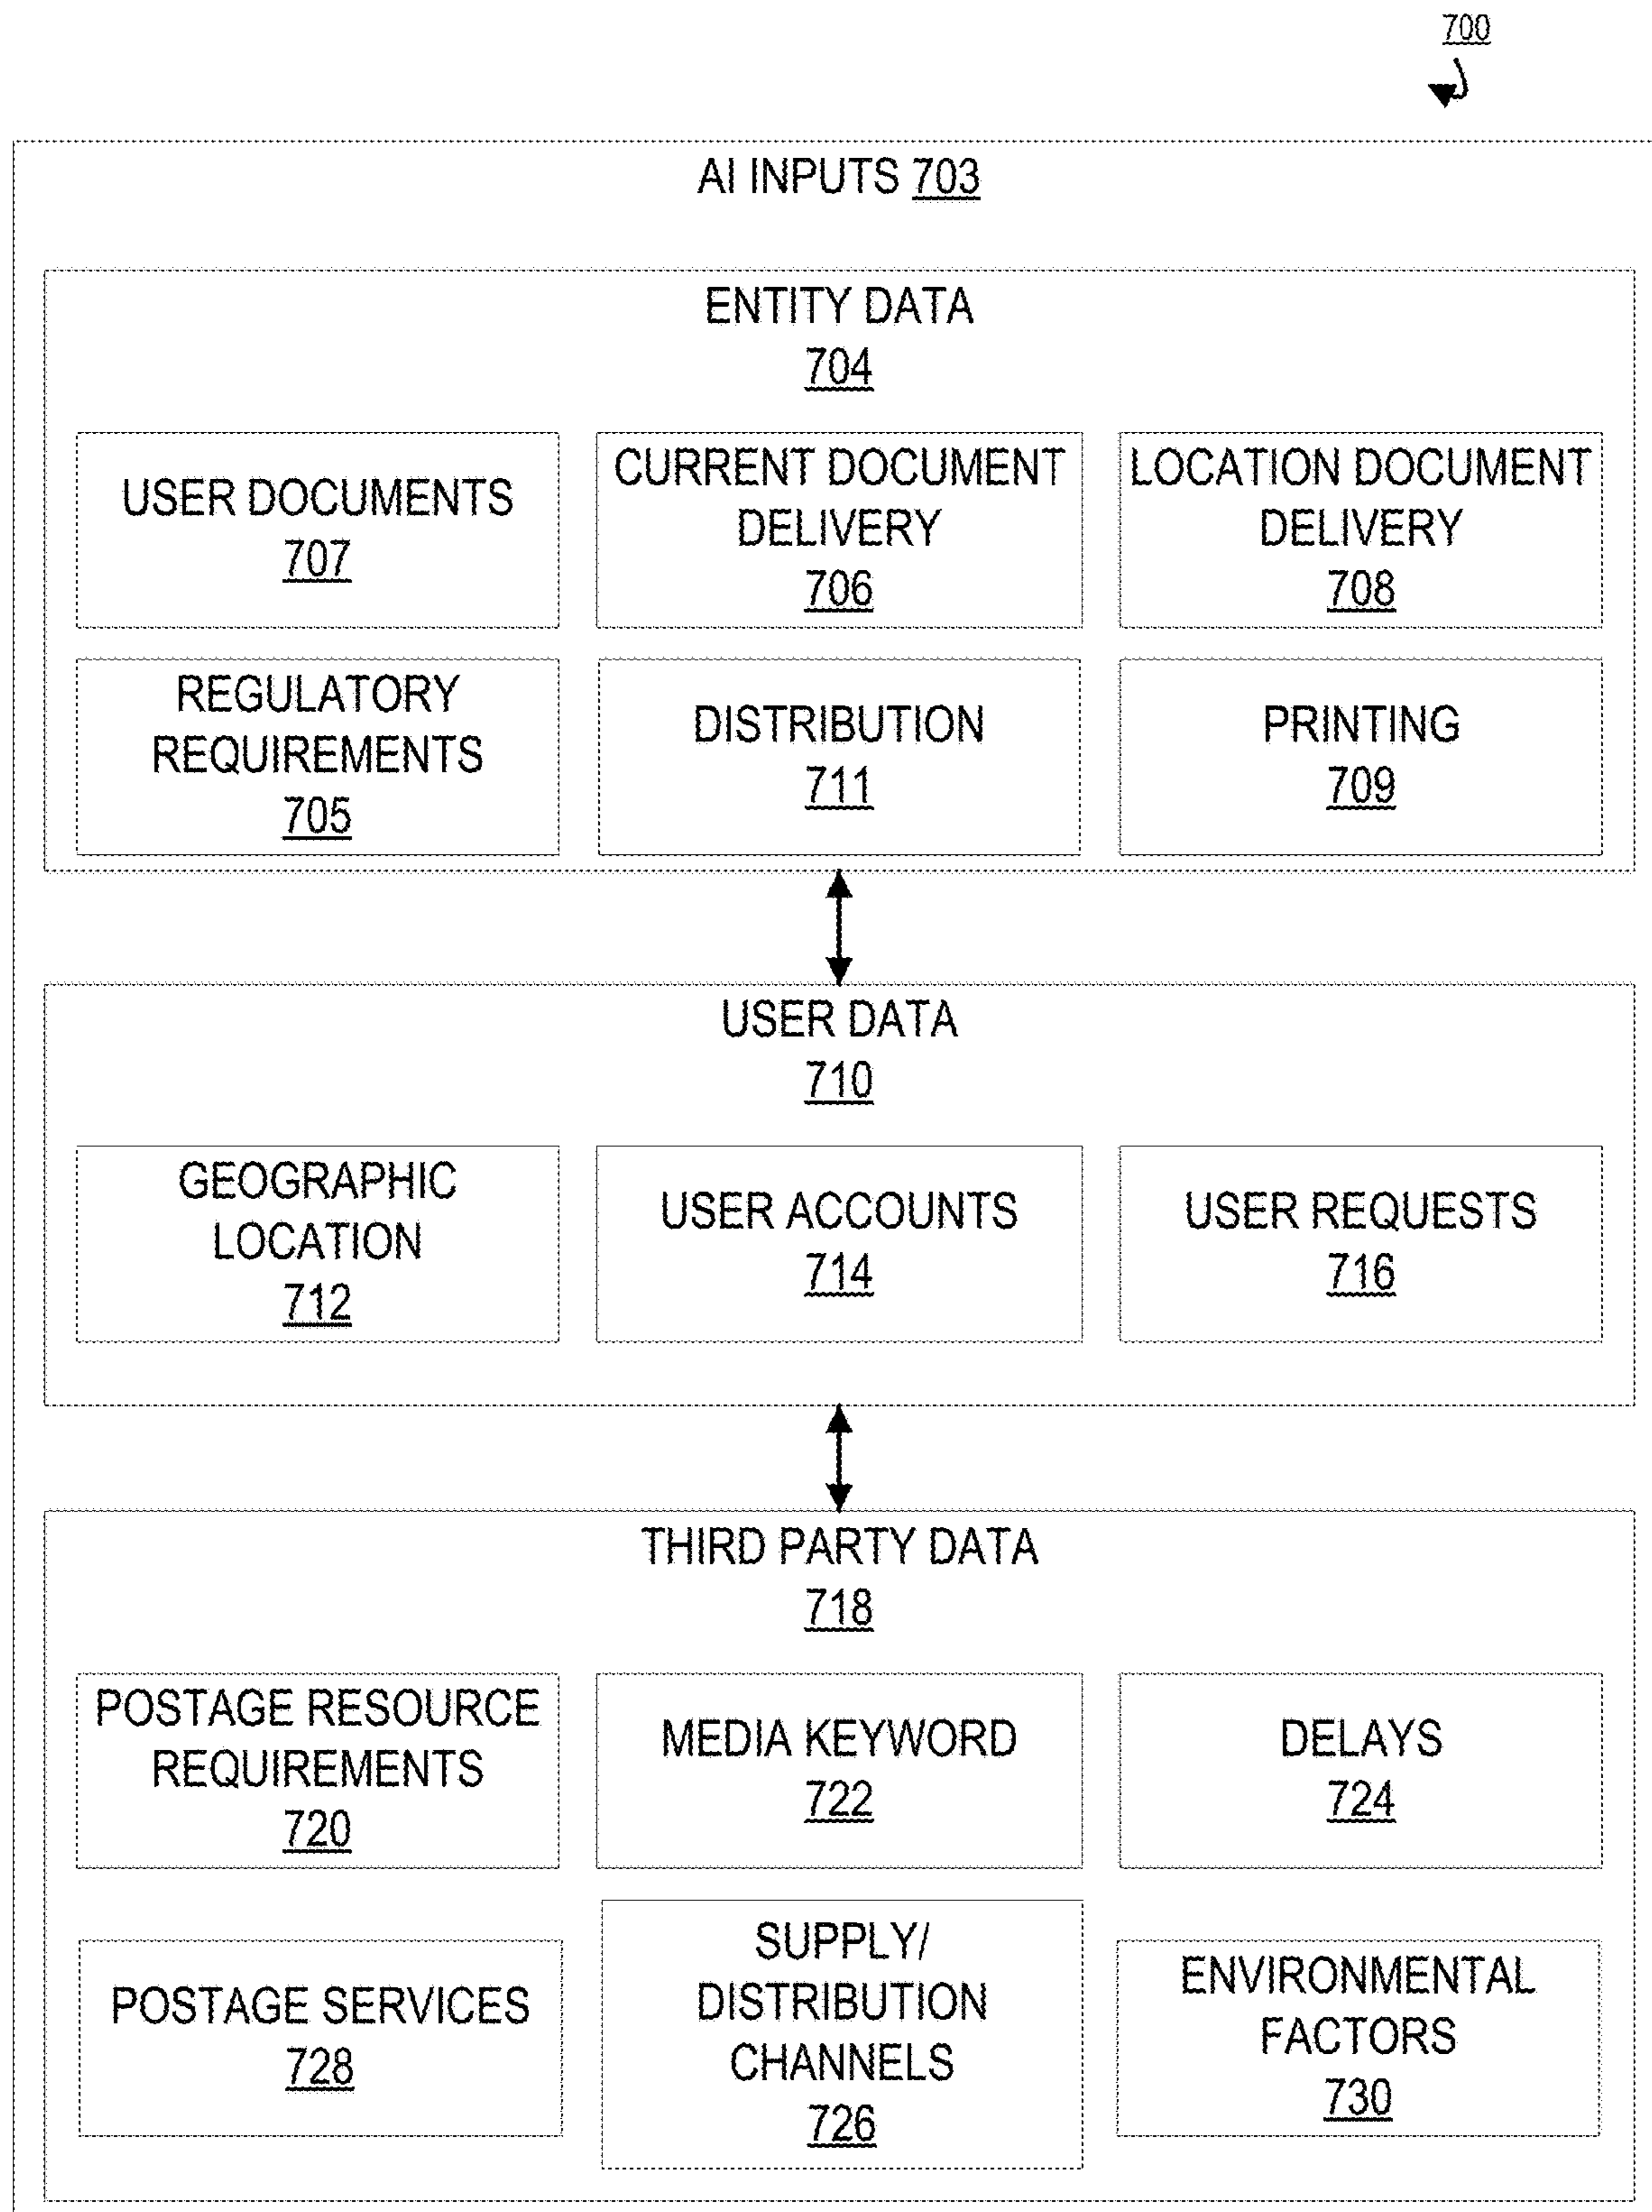 700
AI INPUTS 703
ENTITY DATA
704
USER DOCUMENTS
707
CURRENT DOCUMENT
DELIVERY
706
LOCATION DOCUMENT
DELIVERY
708
REGULATORY
REQUIREMENTS
705
DISTRIBUTION
711
PRINTING
709
USER DATA
710
GEOGRAPHIC
LOCATION
712
USER ACCOUNTS
714
USER REQUESTS
716
THIRD PARTY DATA
718
POSTAGE RESOURCE
REQUIREMENTS
720
MEDIA KEYWORD
722
DELAYS
724
POSTAGE SERVICES
728
SUPPLY/
DISTRIBUTION
CHANNELS
726
ENVIRONMENTAL
FACTORS
730